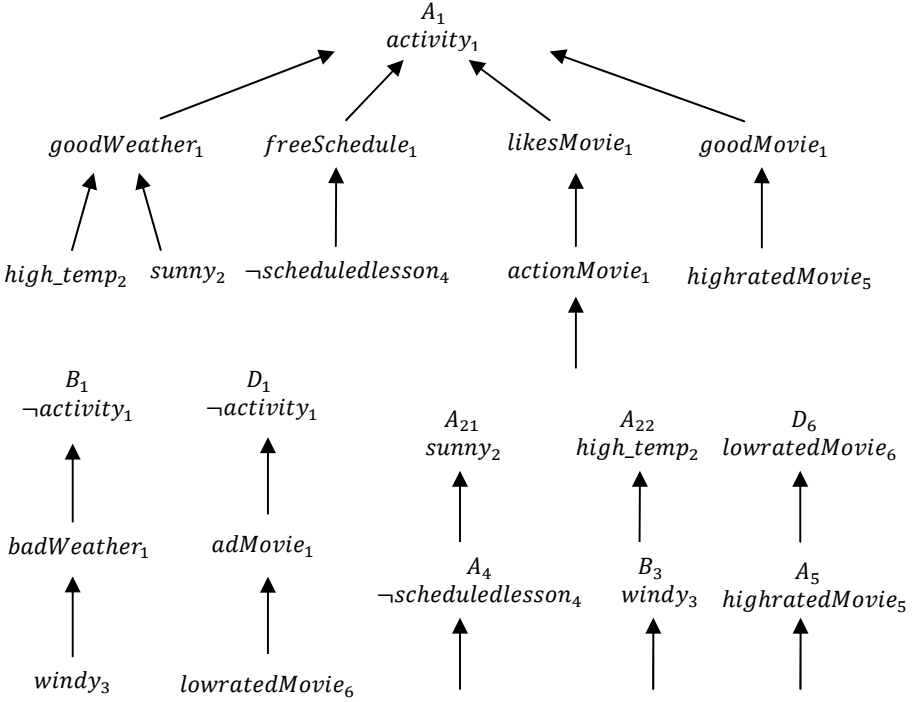 A₁
activity₁
goodWeather₁ freeSchedule₁ likesMovie₁ goodMovie₁
high_temp₂ sunny₂ ¬scheduledlesson₄ actionMovie₁ highratedMovie₅
B₁ D₁
¬activity₁ ¬activity₁
A₂₁ A₂₂ D₆
sunny₂ high_temp₂ lowratedMovie₆
badWeather₁ adMovie₁
A₄ B₃ A₅
¬scheduledlesson₄ windy₃ highratedMovie₅
windy₃ lowratedMovie₆